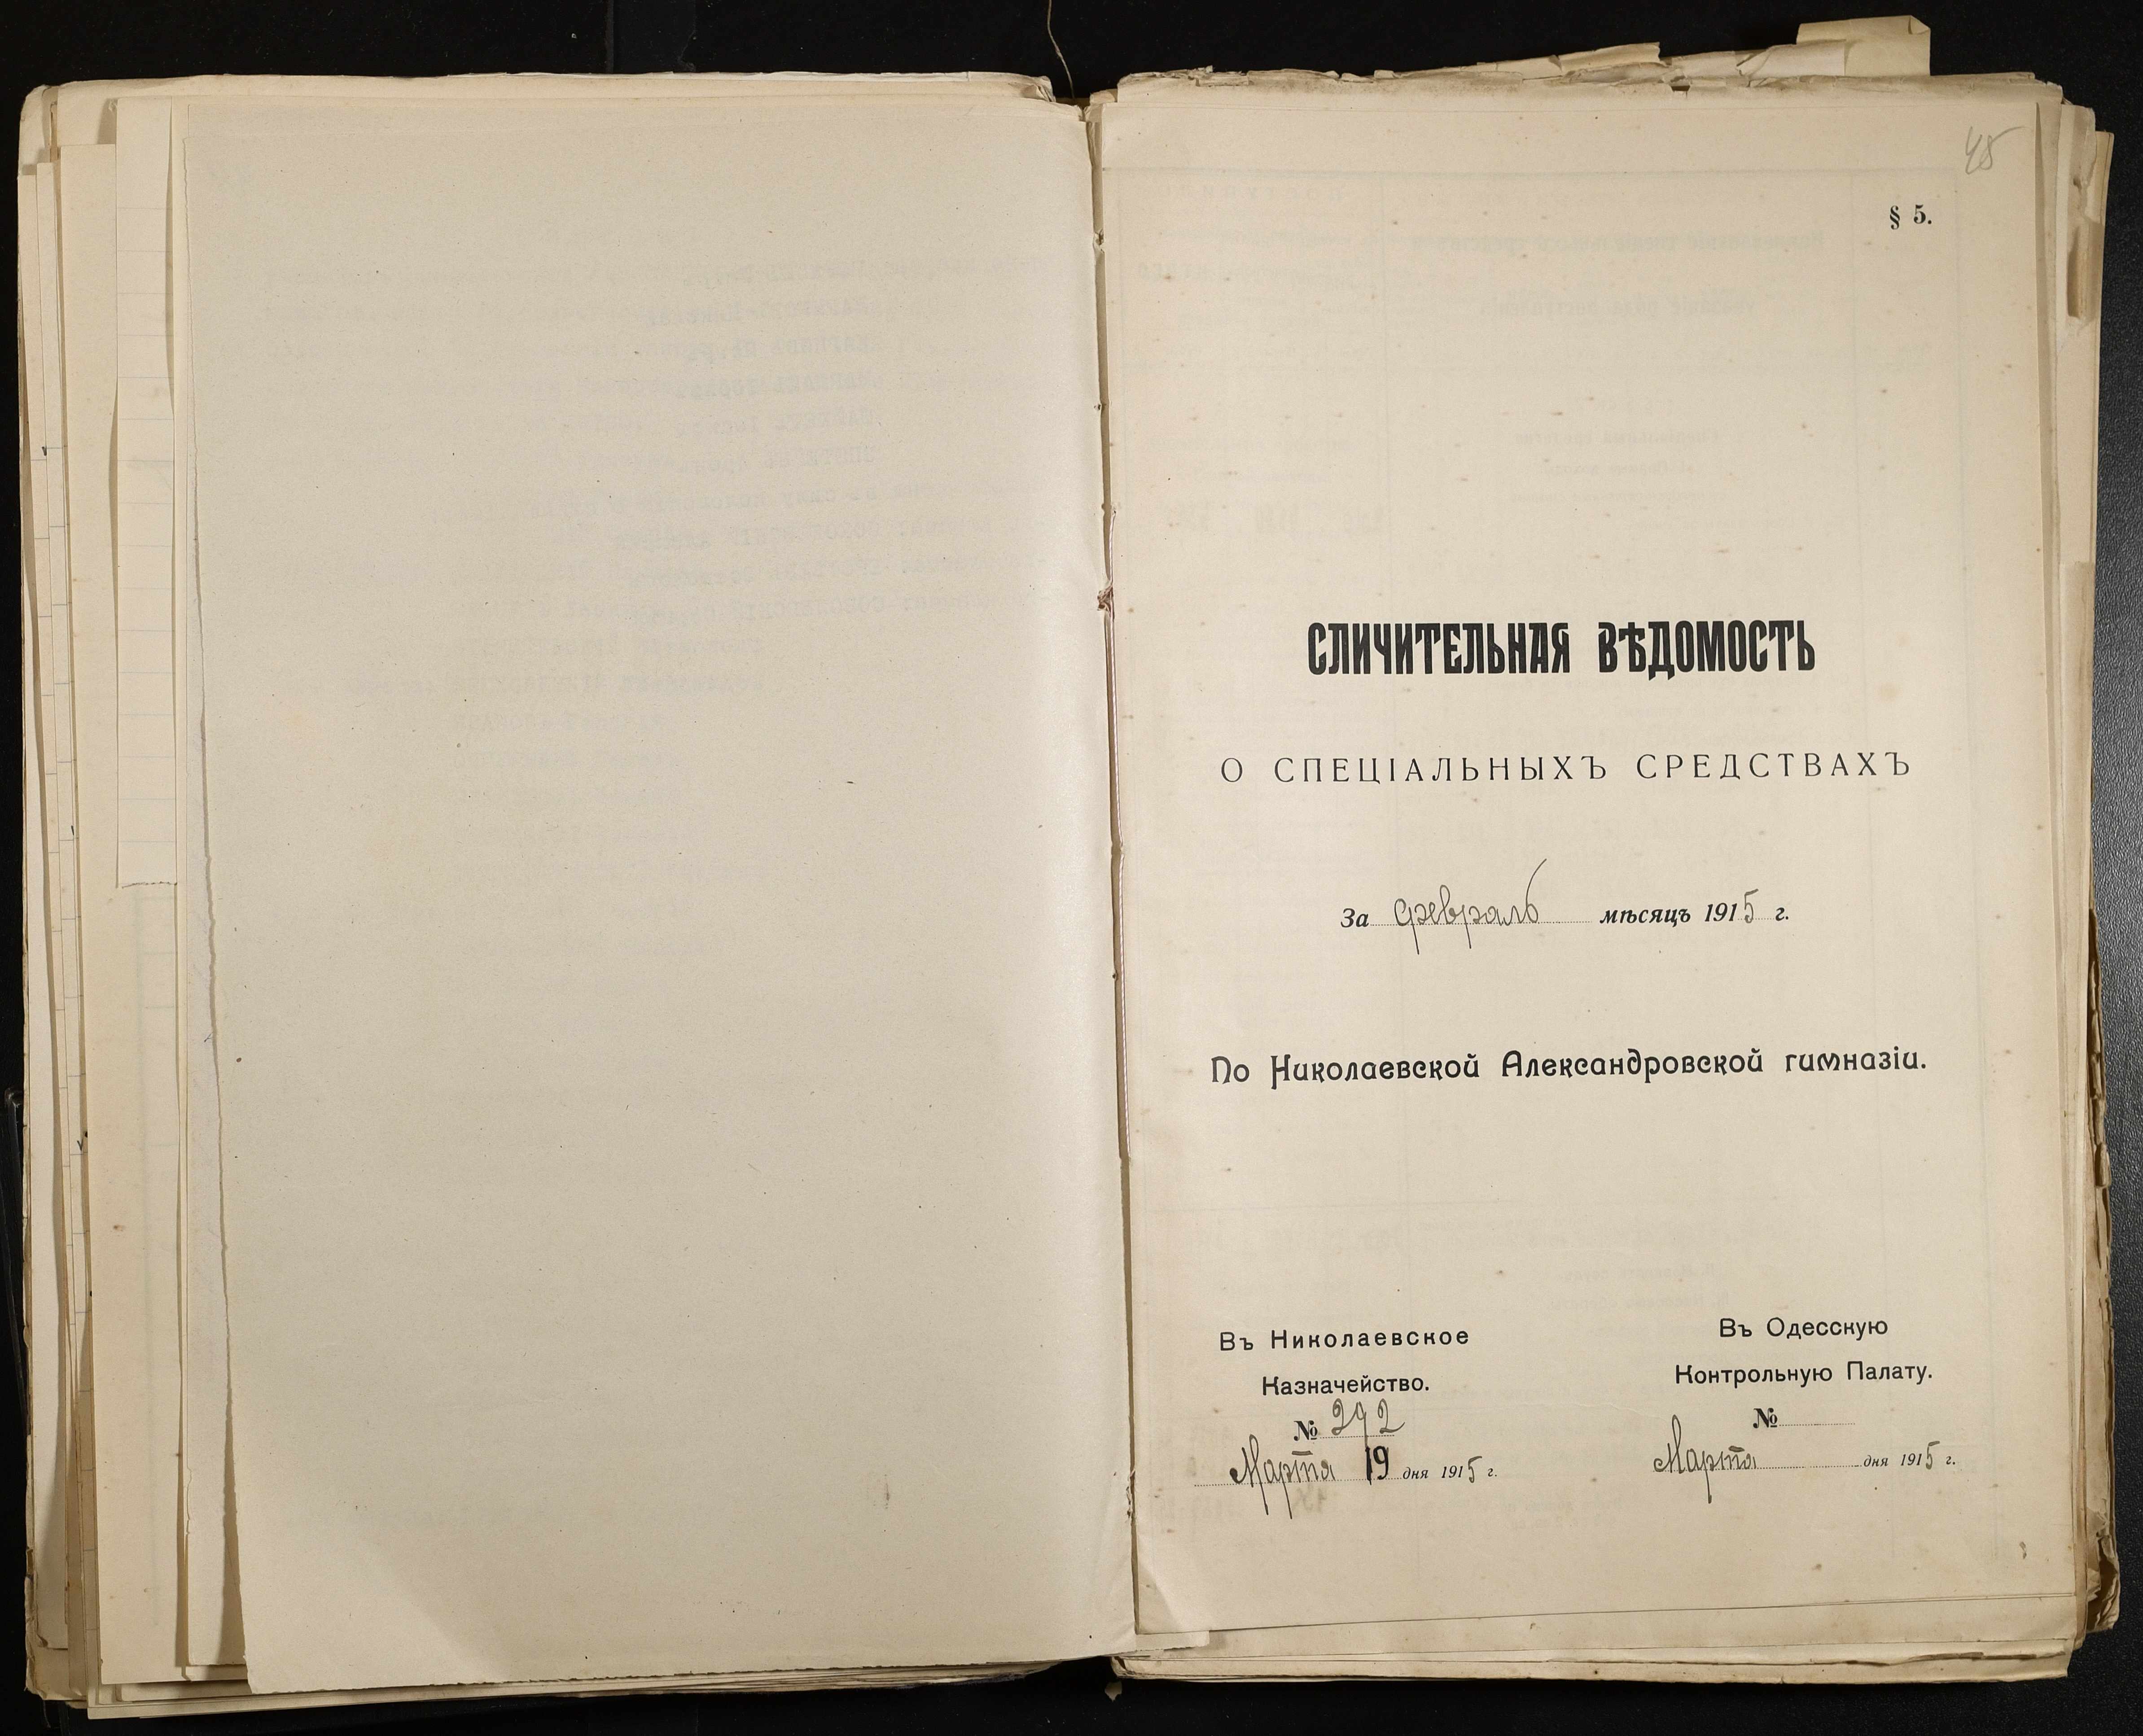 45
§ 5.
СЛИЧИТЕЛЬНАЯ ВѢДОМОСТЬ
О СПЕЦІАЛЬНЫХЪ СРЕДСТВАХЪ
За февраль мѣсяцъ 1915 г.
По Николаевской Александровской гимназіи.
Въ Николаевское
Казначейство.
№ 292
Марта 19 дня 1915 г.
Въ Одесскую
Контрольную Палату.
№
Марта дня 1915 г.